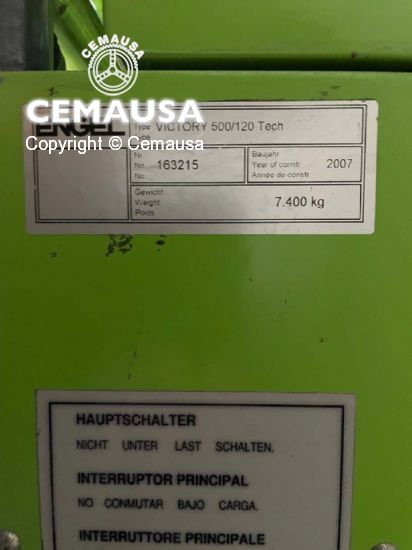 CEMAUSA
CEMAUSA
Copyright © Cemausa
ENGEL
Type VICTORY 500/120 Tech
Type
Nr.
No. 163215
No.
Baujahr
Year of constr. 2007
Année de constr.
Gewicht
Weight 7.400 kg
Poids
HAUPTSCHALTER
NICHT UNTER LAST SCHALTEN.
INTERRUPTOR PRINCIPAL
NO CONMUTAR BAJO CARGA.
INTERRUTTORE PRINCIPALE